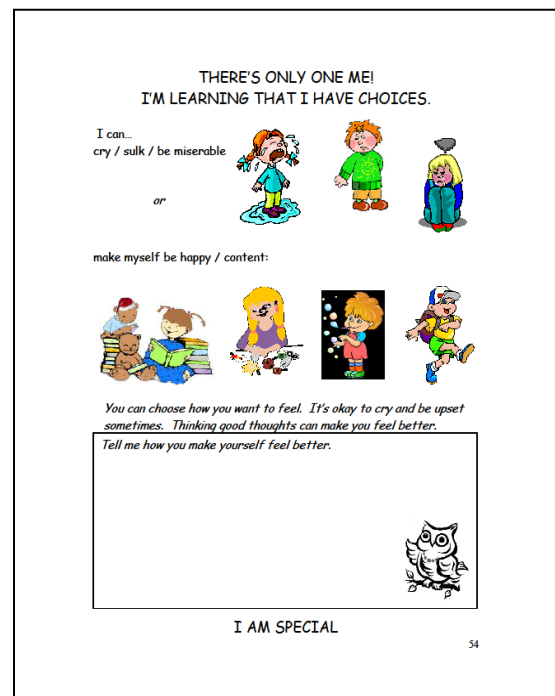 THERE'S ONLY ONE ME!
I'M LEARNING THAT I HAVE CHOICES.
I can...
cry / sulk / be miserable
or
make myself be happy / content:
You can choose how you want to feel.  It's okay to cry and be upset
sometimes.  Thinking good thoughts can make you feel better.
Tell me how you make yourself feel better.
I AM SPECIAL
54